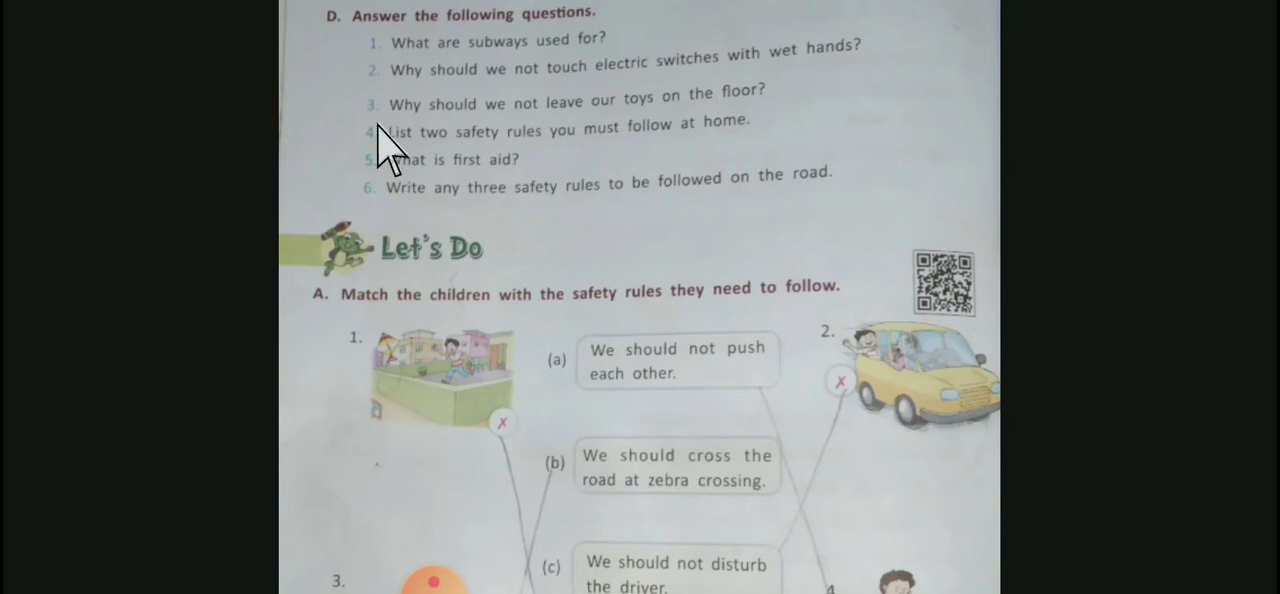 D. Answer the following questions.
1. What are subways used for?
2. Why should we not touch electric switches with wet hands?
3. Why should we not leave our toys on the floor?
4. List two safety rules you must follow at home.
5. What is first aid?
6. Write any three safety rules to be followed on the road.
Let's Do
A. Match the children with the safety rules they need to follow.
1.
(a) We should not push
each other.
2.
✗
✗
(b) We should cross the
road at zebra crossing.
(c) We should not disturb
the driver.
3.
4